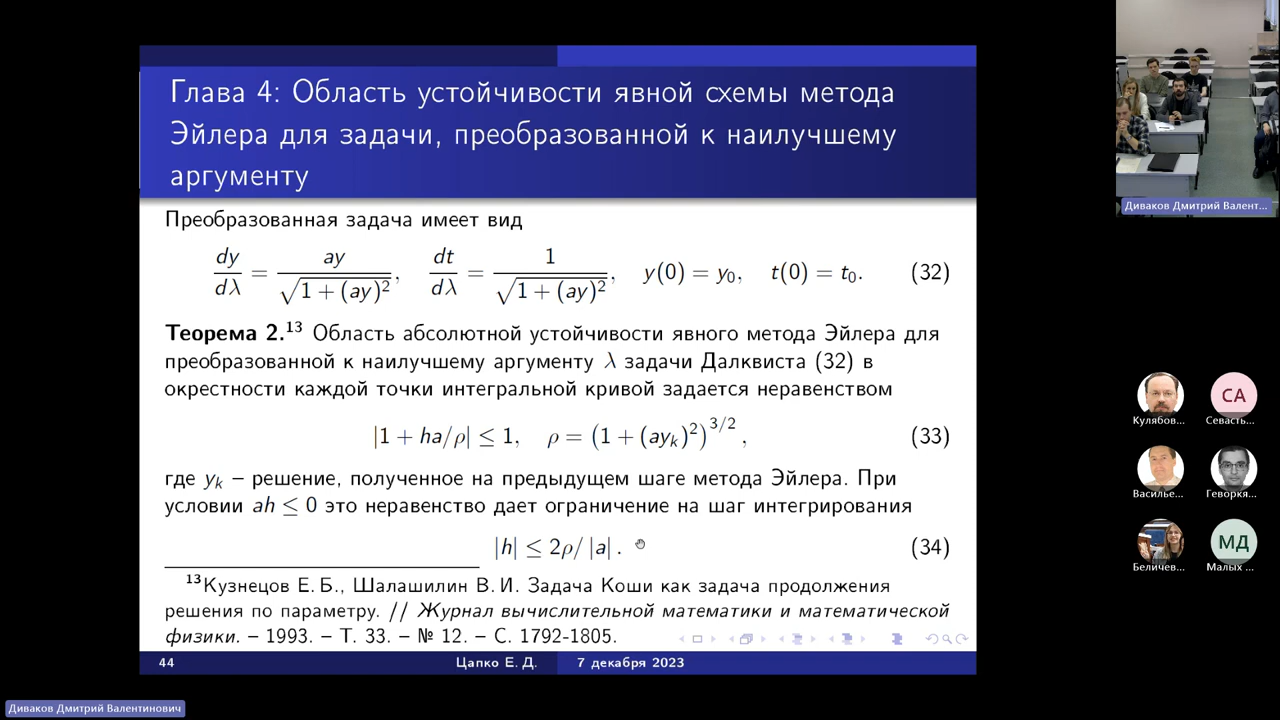 Глава 4: Область устойчивости явной схемы метода
Эйлера для задачи, преобразованной к наилучшему
аргументу
Преобразованная задача имеет вид
dy/dλ = ay/√(1 + (ay)²), dt/dλ = 1/√(1 + (ay)²), y(0) = y₀, t(0) = t₀. (32)
Теорема 2.¹³ Область абсолютной устойчивости явного метода Эйлера для
преобразованной к наилучшему аргументу λ задачи Далквиста (32) в
окрестности каждой точки интегральной кривой задается неравенством
|1 + ha/ρ| ≤ 1, ρ = (1 + (ayₖ)²)^{3/2}, (33)
где yₖ – решение, полученное на предыдущем шаге метода Эйлера. При
условии ah ≤ 0 это неравенство дает ограничение на шаг интегрирования
|h| ≤ 2ρ/ |a| . (34)
¹³Кузнецов Е. Б., Шалашилин В. И. Задача Коши как задача продолжения
решения по параметру. // Журнал вычислительной математики и математической
физики. – 1993. – Т. 33. – № 12. – С. 1792-1805.
44 Цапко Е. Д. 7 декабря 2023
Диваков Дмитрий Валент...
Кулябов... СА Севасть...
Василье... Геворкя...
Беличев... МД Малых ...
Диваков Дмитрий Валентинович